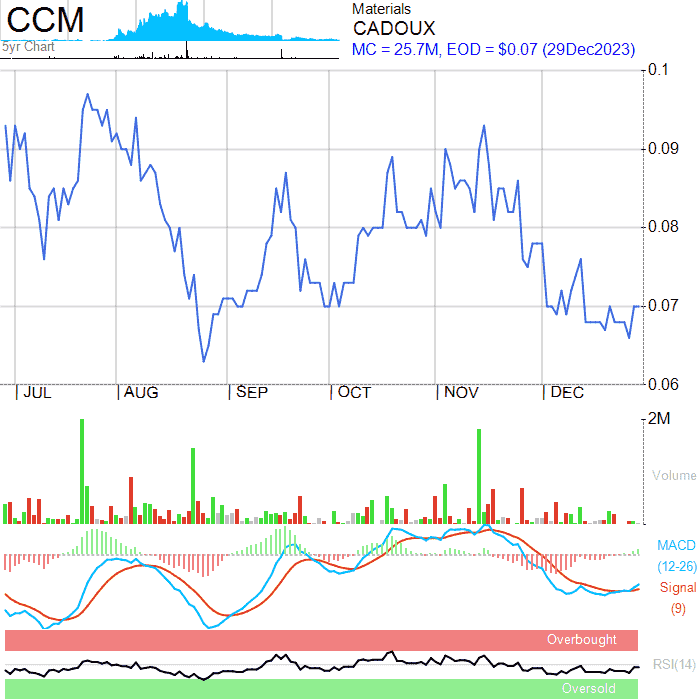 CCM
5yr Chart
Materials
CADOUX
MC = 25.7M, EOD = $0.07 (29Dec2023)
0.1
0.09
0.08
0.07
0.06
JUL AUG SEP OCT NOV DEC
2M
Volume
MACD
(12-26)
Signal
(9)
Overbought
RSI(14)
Oversold